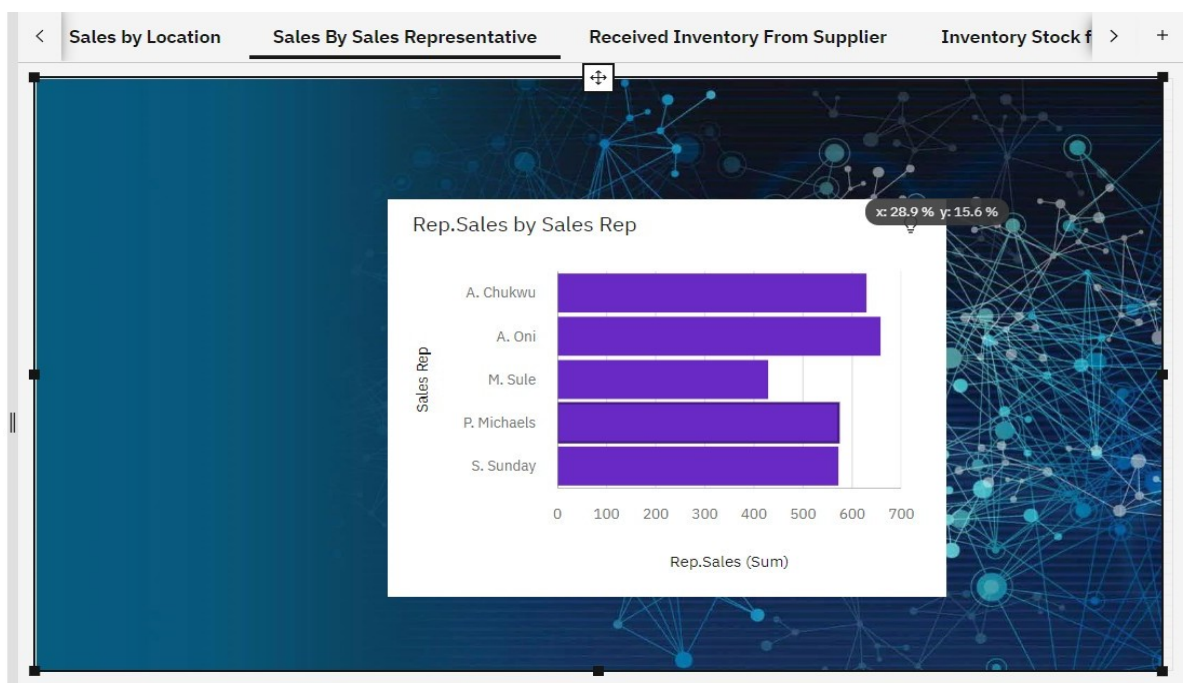 Sales by Location
Sales By Sales Representative
Received Inventory From Supplier
Inventory Stock f
x: 28.9 % y: 15.6 %
Rep.Sales by Sales Rep
Sales Rep
A. Chukwu
A. Oni
M. Sule
P. Michaels
S. Sunday
0 100 200 300 400 500 600 700
Rep.Sales (Sum)